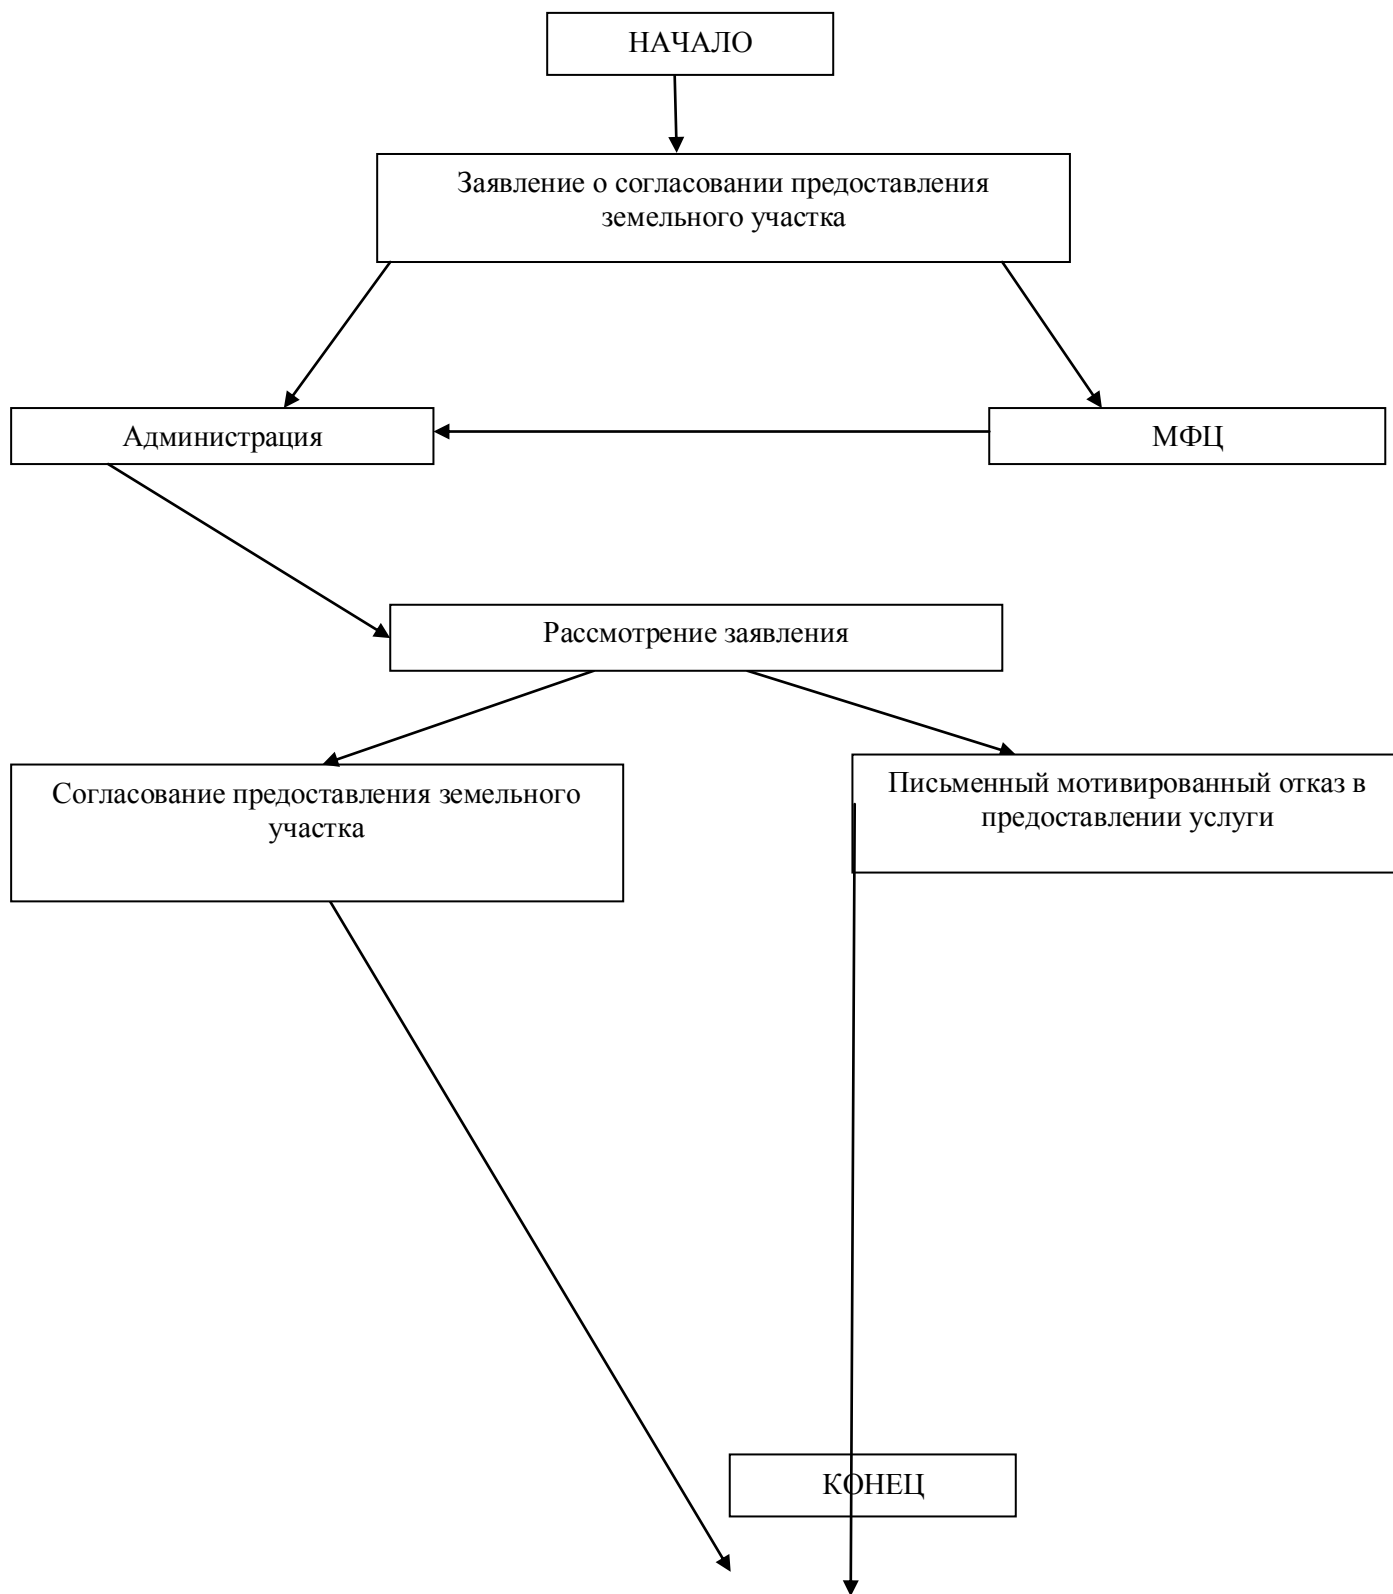 НАЧАЛО
Заявление о согласовании предоставления
земельного участка
Администрация
МФЦ
Рассмотрение заявления
Согласование предоставления земельного
участка
Письменный мотивированный отказ в
предоставлении услуги
КОНЕЦ